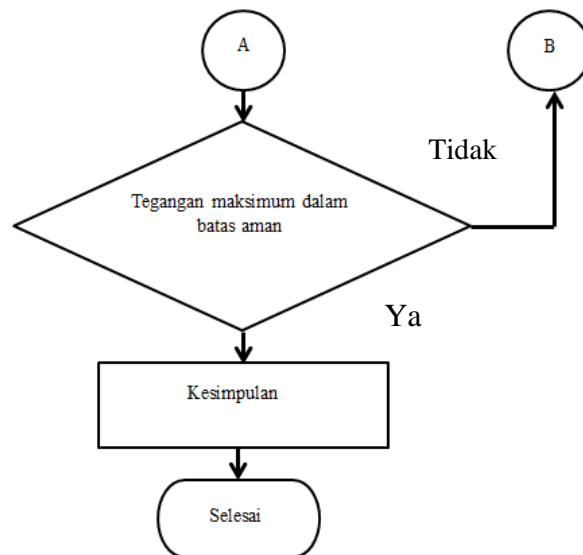 A
B
Tidak
Tegangan maksimum dalam
batas aman
Ya
Kesimpulan
Selesai